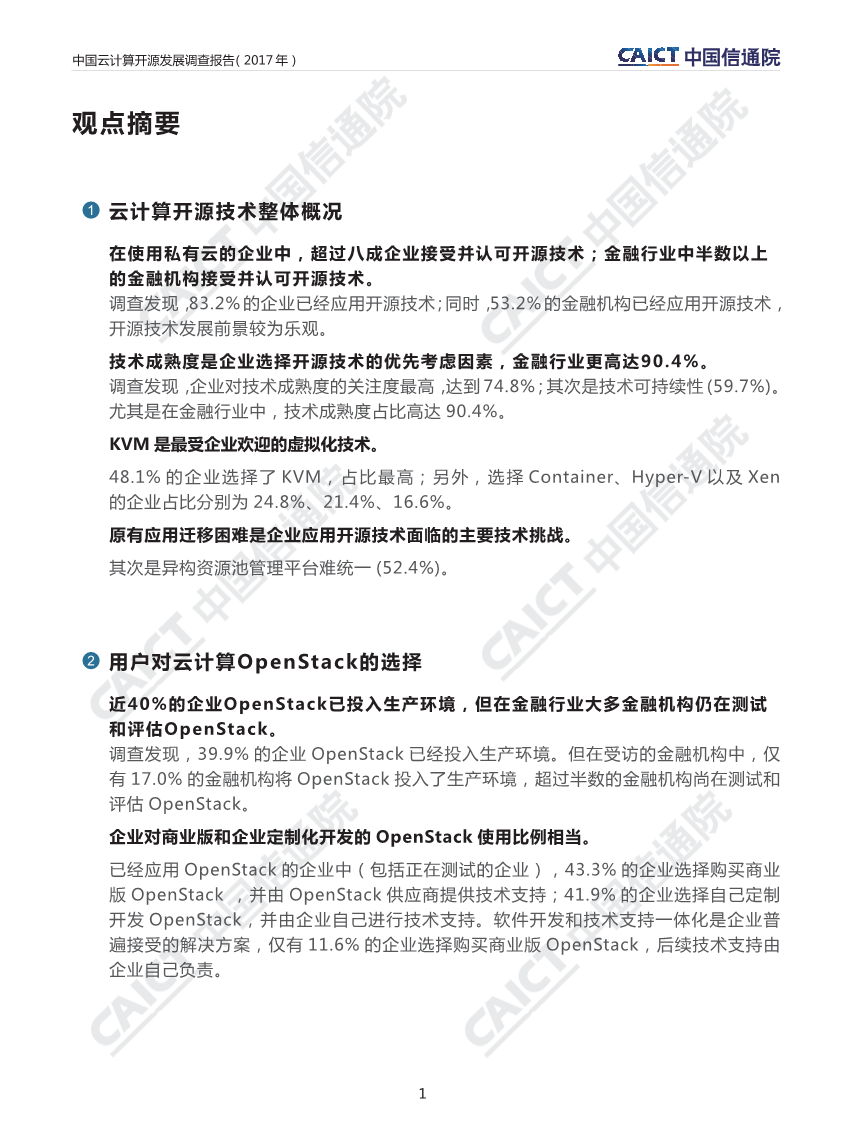 中国云计算开源发展调查报告( 2017 年 )
CAICT 中国信通院
观点摘要
1 云计算开源技术整体概况
在使用私有云的企业中，超过八成企业接受并认可开源技术；金融行业中半数以上
的金融机构接受并认可开源技术。
调查发现 ,83.2% 的企业已经应用开源技术 ; 同时 ,53.2% 的金融机构已经应用开源技术 ,
开源技术发展前景较为乐观。
技术成熟度是企业选择开源技术的优先考虑因素，金融行业更高达90.4%。
调查发现 ,企业对技术成熟度的关注度最高 ,达到 74.8% ; 其次是技术可持续性 (59.7%)。
尤其是在金融行业中，技术成熟度占比高达 90.4%。
KVM 是最受企业欢迎的虚拟化技术。
48.1% 的企业选择了 KVM，占比最高；另外，选择 Container、Hyper-V 以及 Xen
的企业占比分别为 24.8%、21.4%、16.6%。
原有应用迁移困难是企业应用开源技术面临的主要技术挑战。
其次是异构资源池管理平台难统一 (52.4%)。
2 用户对云计算OpenStack的选择
近40%的企业OpenStack已投入生产环境，但在金融行业大多金融机构仍在测试
和评估OpenStack。
调查发现，39.9% 的企业 OpenStack 已经投入生产环境。但在受访的金融机构中，仅
有 17.0% 的金融机构将 OpenStack 投入了生产环境，超过半数的金融机构尚在测试和
评估 OpenStack。
企业对商业版和企业定制化开发的 OpenStack 使用比例相当。
已经应用 OpenStack 的企业中（包括正在测试的企业），43.3% 的企业选择购买商业
版 OpenStack ，并由 OpenStack 供应商提供技术支持；41.9% 的企业选择自己定制
开发 OpenStack，并由企业自己进行技术支持。软件开发和技术支持一体化是企业普
遍接受的解决方案，仅有 11.6% 的企业选择购买商业版 OpenStack，后续技术支持由
企业自己负责。
1